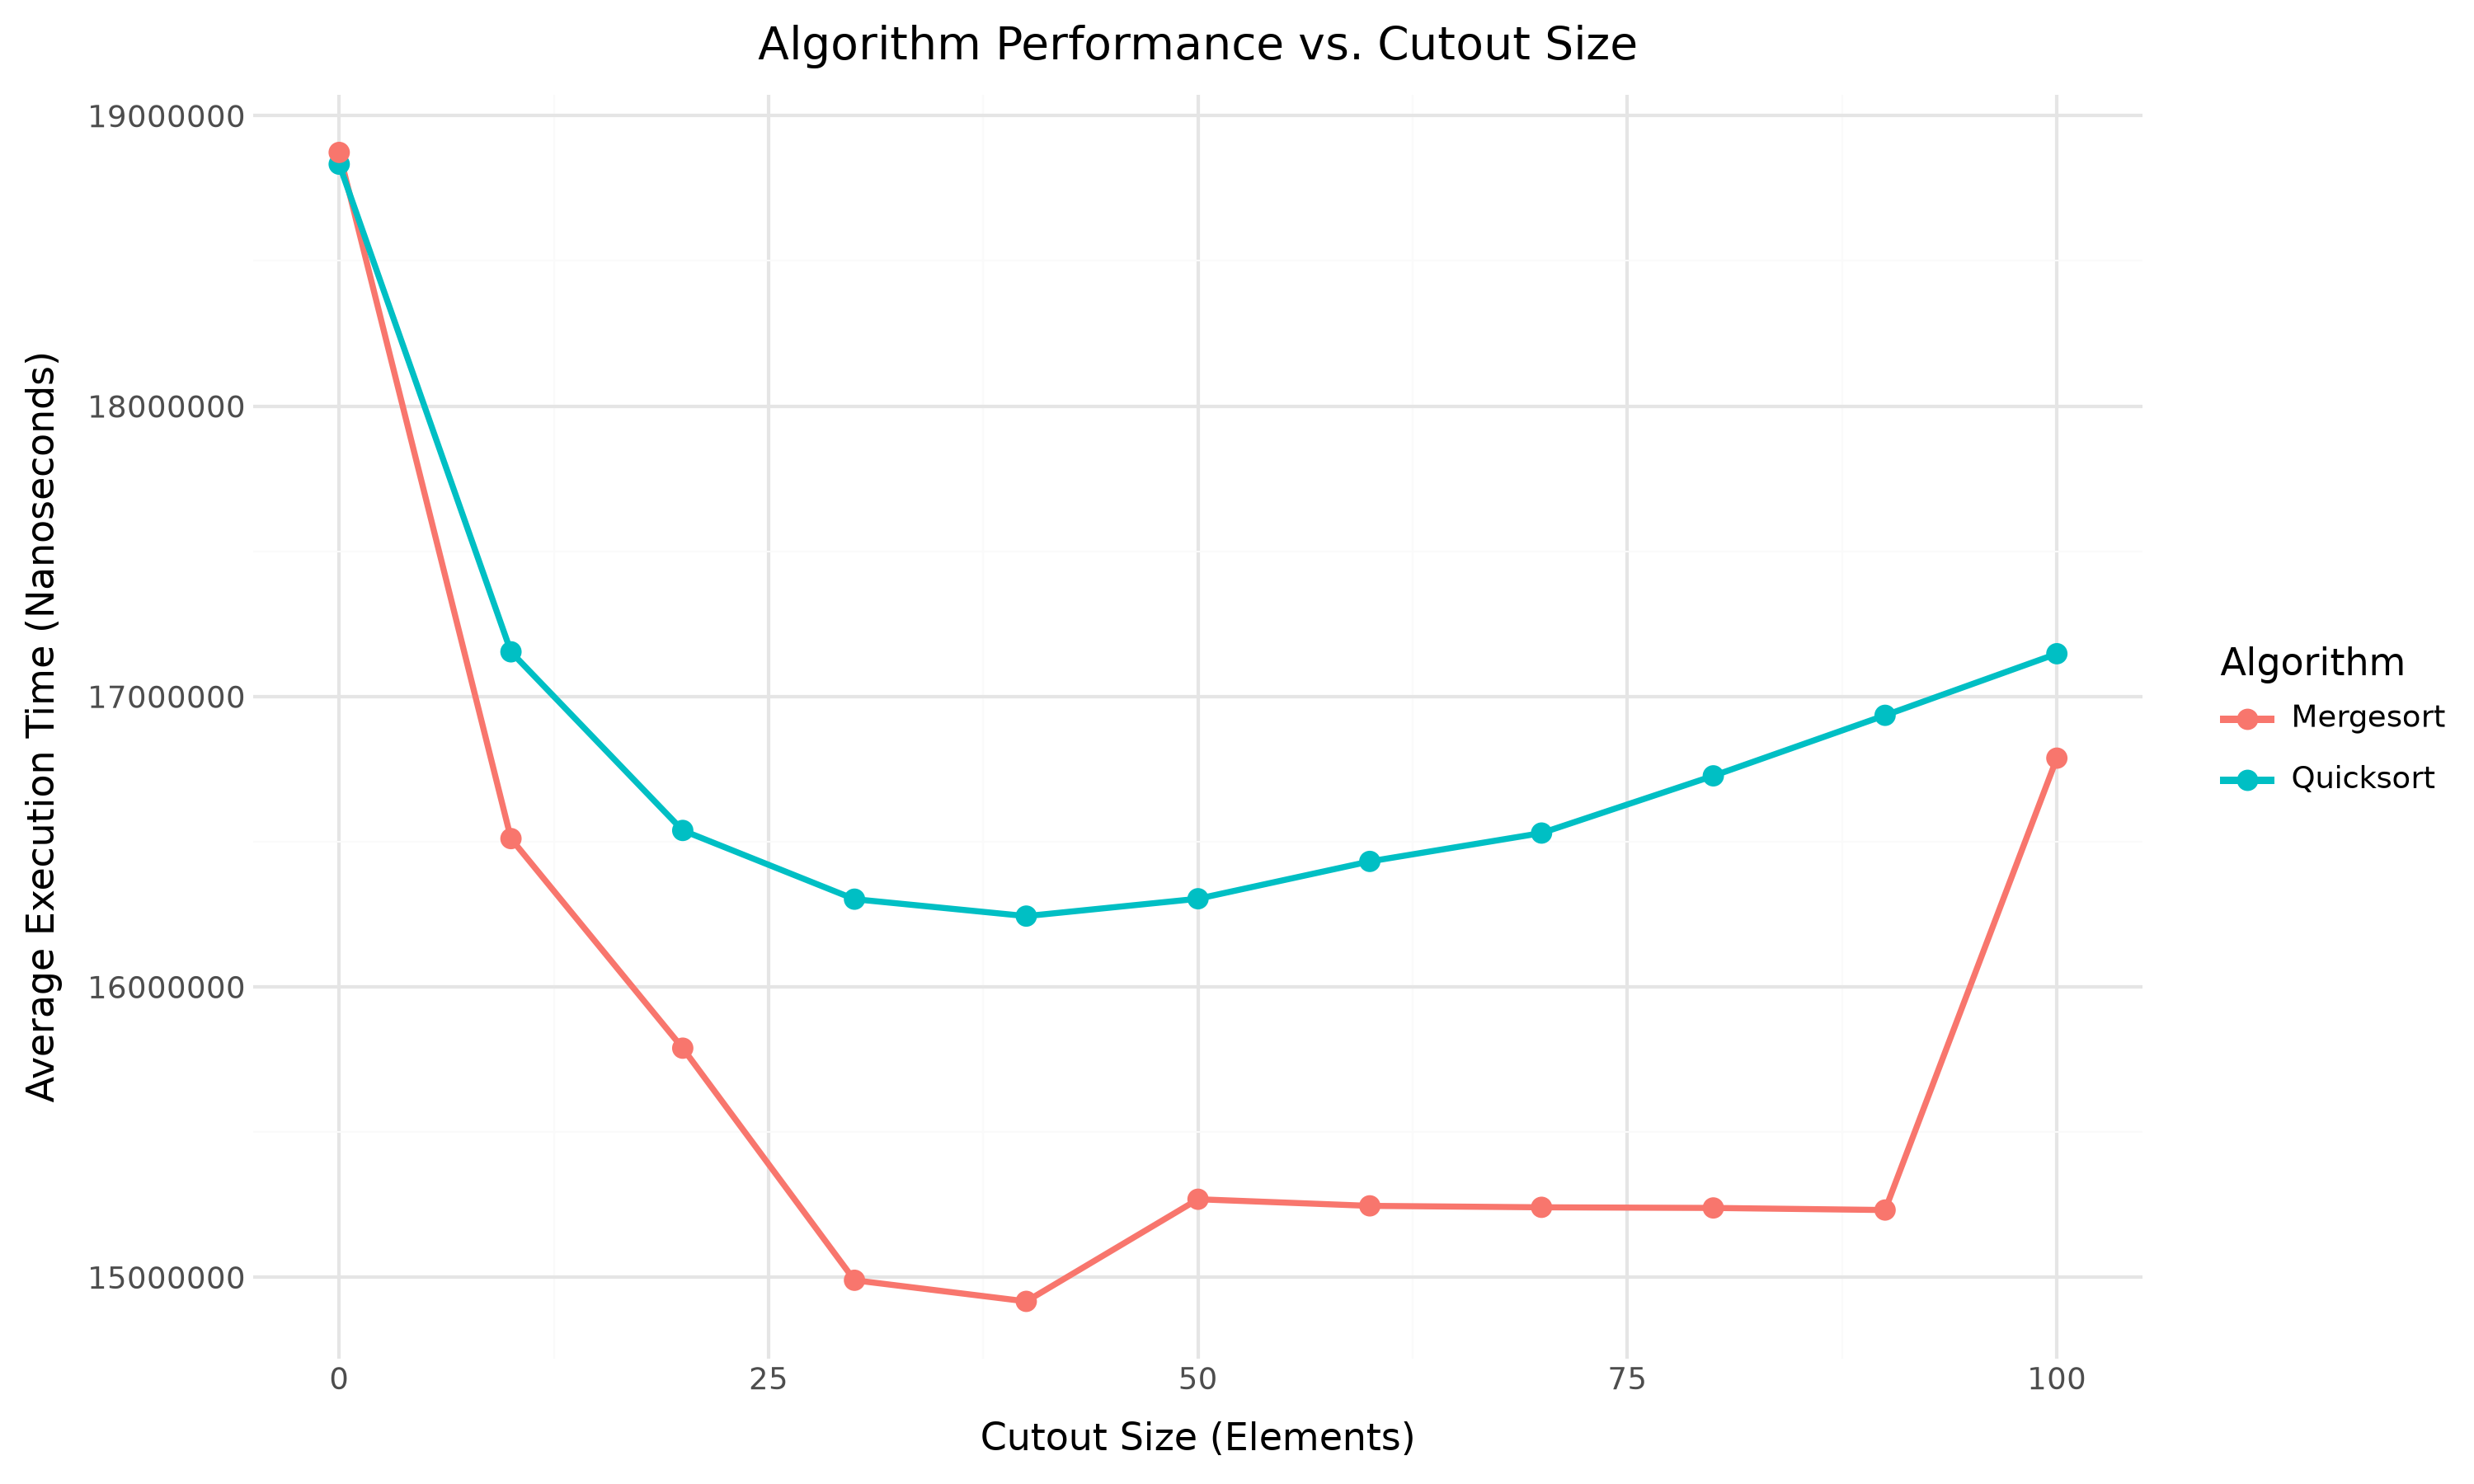 Algorithm Performance vs. Cutout Size
Average Execution Time (Nanoseconds)
19000000
18000000
17000000
16000000
15000000
0 25 50 75 100
Cutout Size (Elements)
Algorithm
Mergesort
Quicksort